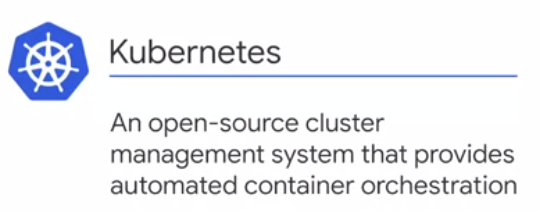 Kubernetes
An open-source cluster
management system that provides
automated container orchestration